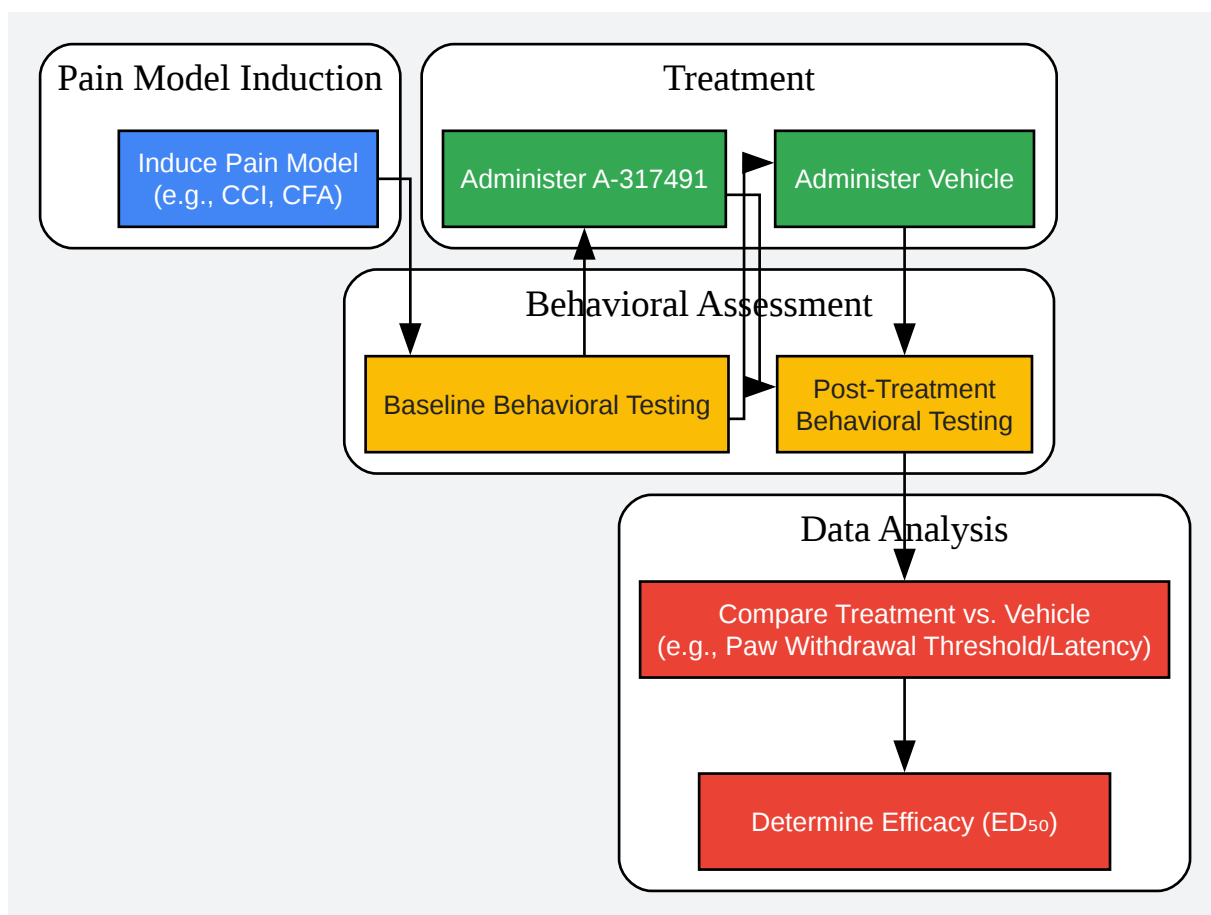 Pain Model Induction
Induce Pain Model
(e.g., CCI, CFA)
Treatment
Administer A-317491
Administer Vehicle
Behavioral Assessment
Baseline Behavioral Testing
Post-Treatment
Behavioral Testing
Data Analysis
Compare Treatment vs. Vehicle
(e.g., Paw Withdrawal Threshold/Latency)
Determine Efficacy (ED₅₀)